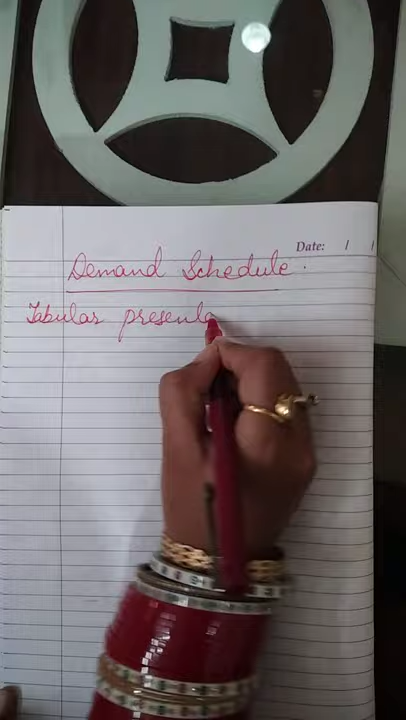 Date: / /
Demand Schedule.
Tabular presenta